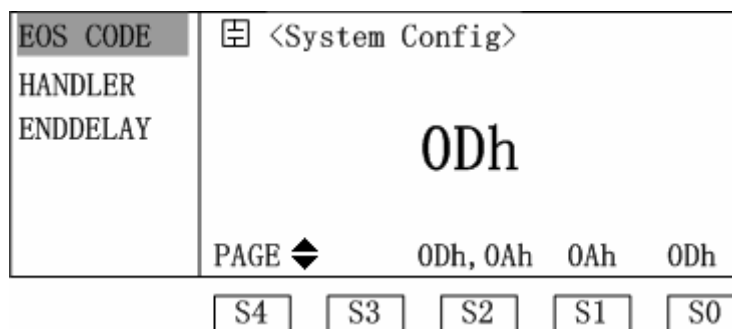 EOS CODE
HANDLER
ENDDELAY
<System Config>
0Dh
PAGE 0Dh, 0Ah 0Ah 0Dh
S4 S3 S2 S1 S0